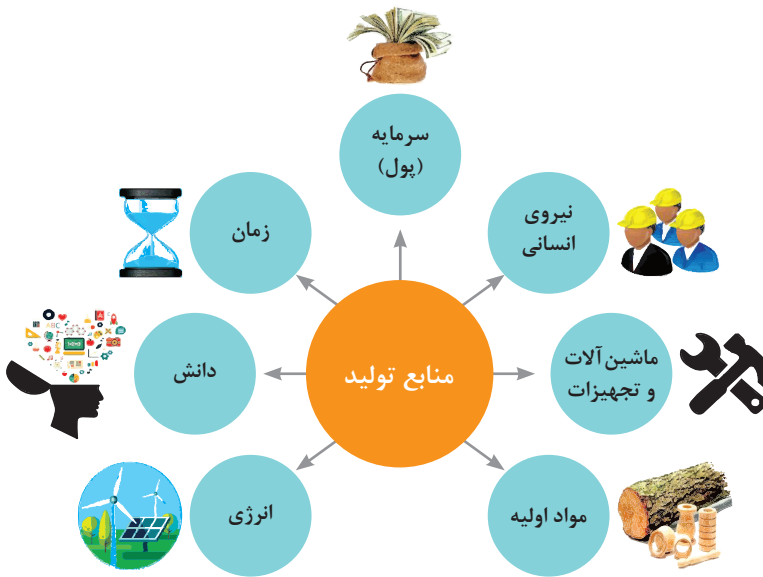 سرمایه
(پول)
نیروی
انسانی
زمان
ماشین‌آلات
و تجهیزات
منابع تولید
دانش
مواد اولیه
انرژی